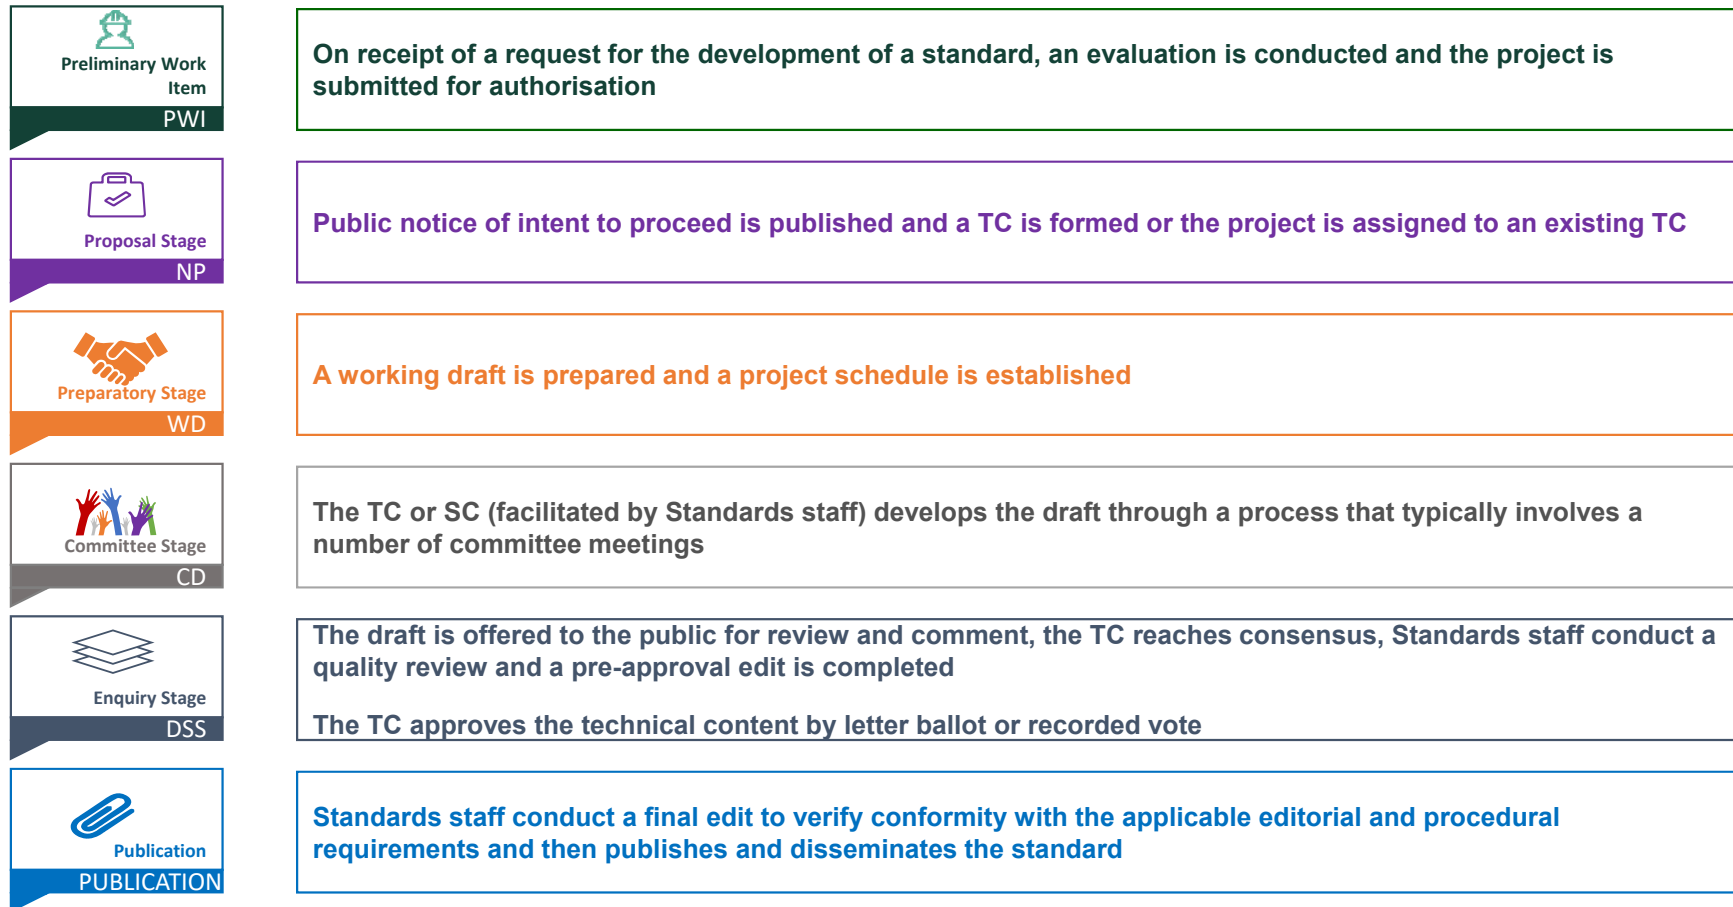 Preliminary Work
Item
PWI
On receipt of a request for the development of a standard, an evaluation is conducted and the project is
submitted for authorisation
Proposal Stage
NP
Public notice of intent to proceed is published and a TC is formed or the project is assigned to an existing TC
Preparatory Stage
WD
A working draft is prepared and a project schedule is established
Committee Stage
CD
The TC or SC (facilitated by Standards staff) develops the draft through a process that typically involves a
number of committee meetings
Enquiry Stage
DSS
The draft is offered to the public for review and comment, the TC reaches consensus, Standards staff conduct a
quality review and a pre-approval edit is completed
The TC approves the technical content by letter ballot or recorded vote
Publication
PUBLICATION
Standards staff conduct a final edit to verify conformity with the applicable editorial and procedural
requirements and then publishes and disseminates the standard